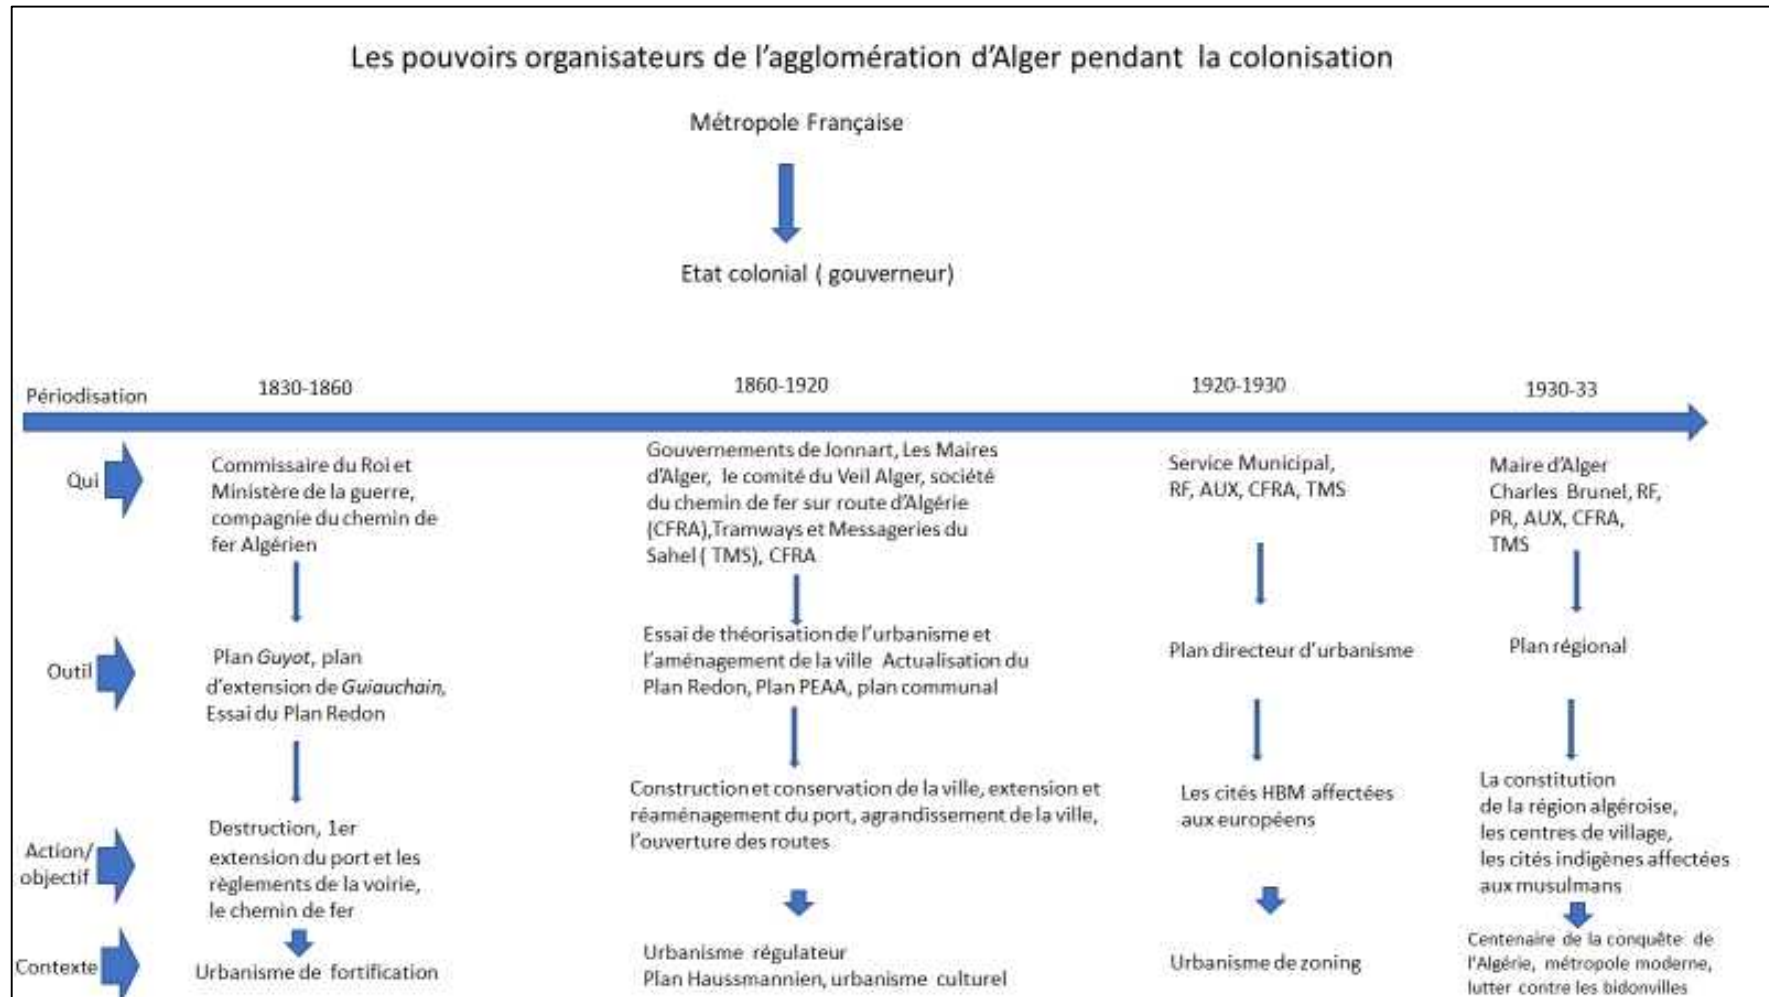 Les pouvoirs organisateurs de l'agglomération d'Alger pendant la colonisation
Métropole Française
Etat colonial ( gouverneur)
Périodisation
1830-1860
1860-1920
1920-1930
1930-33
Qui
Commissaire du Roi et
Ministère de la guerre,
compagnie du chemin de
fer Algérien
Gouvernements de Jonnart, Les Maires
d'Alger, le comité du Veil Alger, société
du chemin de fer sur route d'Algérie
(CFRA),Tramways et Messageries du
Sahel ( TMS), CFRA
Service Municipal,
RF, AUX, CFRA, TMS
Maire d'Alger
Charles Brunel, RF,
PR, AUX, CFRA,
TMS
Outil
Plan Guyot, plan
d'extension de Guiauchain,
Essai du Plan Redon
Essai de théorisation de l'urbanisme et
l'aménagement de la ville Actualisation du
Plan Redon, Plan PEAA, plan communal
Plan directeur d'urbanisme
Plan régional
Action/
objectif
Destruction, 1er
extension du port et les
règlements de la voirie,
le chemin de fer
Construction et conservation de la ville, extension et
réaménagement du port, agrandissement de la ville,
l'ouverture des routes
Les cités HBM affectées
aux européens
La constitution
de la région algéroise,
les centres de village,
les cités indigènes affectées
aux musulmans
Contexte
Urbanisme de fortification
Urbanisme régulateur
Plan Haussmannien, urbanisme culturel
Urbanisme de zoning
Centenaire de la conquête de
l'Algérie, métropole moderne,
lutter contre les bidonvilles